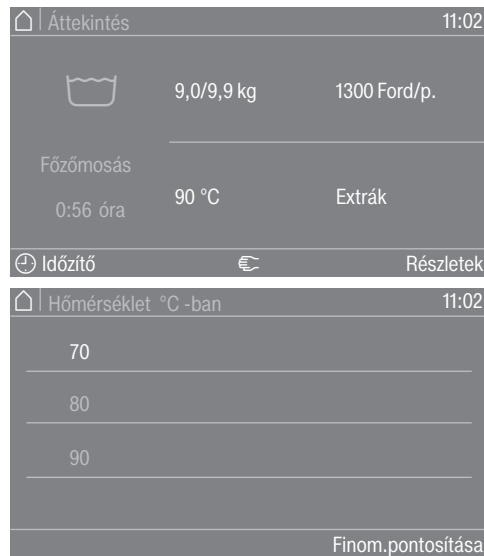 Áttekintés 11:02
9,0/9,9 kg 1300 Ford/p.
Főzőmosás
0:56 óra
90 °C Extrák
Időzítő Részletek
Hőmérséklet °C -ban 11:02
70
80
90
Finom.pontosítása